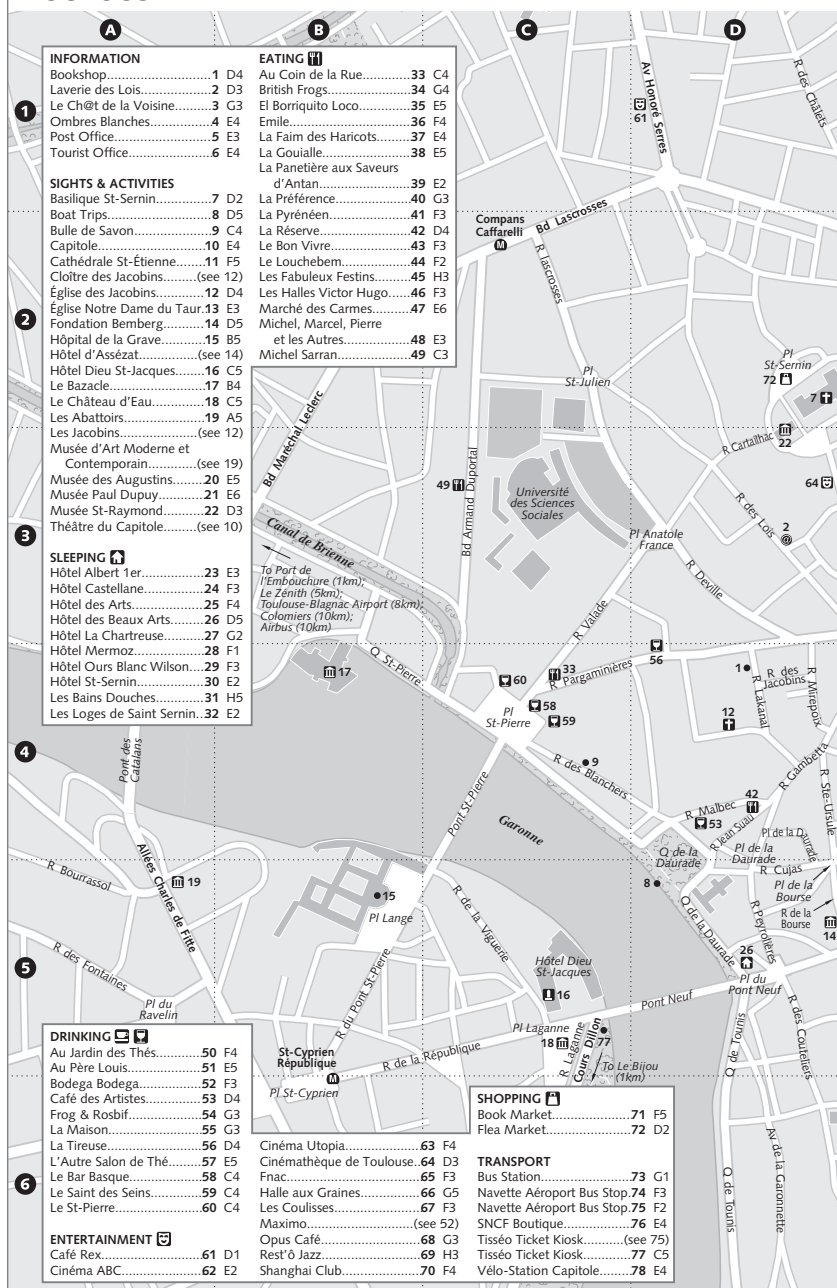 A
B
C
D
1
2
3
4
5
6
INFORMATION
Bookshop....................1 D4
Laverie des Lois............2 D3
Le Ch@t de la Voisine.......3 G3
Ombres Blanches.............4 E4
Post Office.................5 E3
Tourist Office..............6 E4
SIGHTS & ACTIVITIES
Basilique St-Sernin.........7 D2
Boat Trips..................8 D5
Bulle de Savon..............9 C4
Capitole...................10 E4
Cathédrale St-Étienne......11 F5
Cloître des Jacobins.......(see 12)
Église des Jacobins........12 D4
Église Notre Dame du Taur.13 E3
Fondation Bemberg..........14 D5
Hôpital de la Grave........15 B5
Hôtel d'Assézat............(see 14)
Hôtel Dieu St-Jacques......16 C5
Le Bazacle.................17 B4
Le Château d'Eau...........18 C5
Les Abattoirs..............19 A5
Les Jacobins...............(see 12)
Musée d'Art Moderne et
Contemporain...............(see 19)
Musée des Augustins........20 E5
Musée Paul Dupuy...........21 E6
Musée St-Raymond...........22 D3
Théâtre du Capitole........(see 10)
SLEEPING
Hôtel Albert 1er...........23 E3
Hôtel Castellane...........24 F3
Hôtel des Arts.............25 F4
Hôtel des Beaux Arts.......26 D5
Hôtel La Chartreuse........27 G2
Hôtel Mermoz...............28 F1
Hôtel Ours Blanc Wilson....29 F3
Hôtel St-Sernin............30 E2
Les Bains Douches..........31 H5
Les Loges de Saint Sernin..32 E2
EATING
Au Coin de la Rue..........33 C4
British Frogs..............34 G4
El Borriquito Loco.........35 E5
Emile......................36 F4
La Faim des Haricots.......37 E4
La Gouialle................38 E5
La Panetière aux Saveurs
d'Antan....................39 E2
La Préférence..............40 G3
La Pyrénéen................41 F3
La Réserve.................42 D4
Le Bon Vivre...............43 F3
Le Louchebem...............44 F2
Les Fabuleux Festins.......45 H3
Les Halles Victor Hugo.....46 F3
Marché des Carmes..........47 E6
Michel, Marcel, Pierre
et les Autres..............48 E3
Michel Sarran..............49 C3
Av Honoré Serres
61
R des Châlets
Compans
Caffarelli
M
Bd Lascrosses
R lascrosses
Pl
St-Julien
Pl
St-Sernin
72
7
R Cartailhac
22
64
R des Lois
2
@
Bd Maréchal Leclerc
49
Bd Armand Duportal
Université
des Sciences
Sociales
Pl Anatole
France
R Deville
Canal de Brienne
To Port de
l'Embouchure (1km);
Le Zénith (5km);
Toulouse-Blagnac Airport (8km);
Colomiers (10km);
Airbus (10km)
R Valade
17
Q St-Pierre
60
33
56
R Pargaminières
1
R des
Jacobins
R Lakanal
R Mirepoix
58
59
Pl
St-Pierre
12
Pont des
Catalans
9
R des Blanchers
R Gambetta
R Ste-Ursule
Pont St-Pierre
Garonne
42
R Malbec
53
R Jean Suau
Pl de la Daurade
Pl de la
Daurade
Q de la
Daurade
R Cujas
Pl de la
Bourse
R de la
Bourse
14
R Bourrassol
Allées Charles de Fitte
19
15
Pl Lange
8
Q de la Daurade
R Peyrolières
R de la Viguerie
26
Pl du
Pont Neuf
R des Fontaines
Pl du
Ravelin
R du Pont St-Pierre
Hôtel Dieu
St-Jacques
16
Pont Neuf
Pl Laganne
18
R Laganne
Cours Dillon
77
To Le Bijou
(1km)
R de la République
St-Cyprien
République
M
Pl St-Cyprien
Q de Tounis
R des Couteliers
Av de la Garonnette
Q de Tounis
DRINKING
Au Jardin des Thés.........50 F4
Au Père Louis..............51 E5
Bodega Bodega..............52 F3
Café des Artistes..........53 D4
Frog & Rosbif..............54 G3
La Maison..................55 G3
La Tireuse.................56 D4
L'Autre Salon de Thé.......57 E5
Le Bar Basque..............58 C4
Le Saint des Seins.........59 C4
Le St-Pierre...............60 C4
ENTERTAINMENT
Café Rex...................61 D1
Cinéma ABC.................62 E2
Cinéma Utopia..............63 F4
Cinémathèque de Toulouse..64 D3
Fnac.......................65 F3
Halle aux Graines..........66 G5
Les Coulisses..............67 F3
Maximo.....................(see 52)
Opus Café..................68 G3
Rest'ô Jazz................69 H3
Shanghai Club..............70 F4
SHOPPING
Book Market................71 F5
Flea Market................72 D2
TRANSPORT
Bus Station................73 G1
Navette Aéroport Bus Stop.74 F3
Navette Aéroport Bus Stop.75 F2
SNCF Boutique..............76 E4
Tisséo Ticket Kiosk........(see 75)
Tisséo Ticket Kiosk........77 C5
Vélo-Station Capitole......78 E4